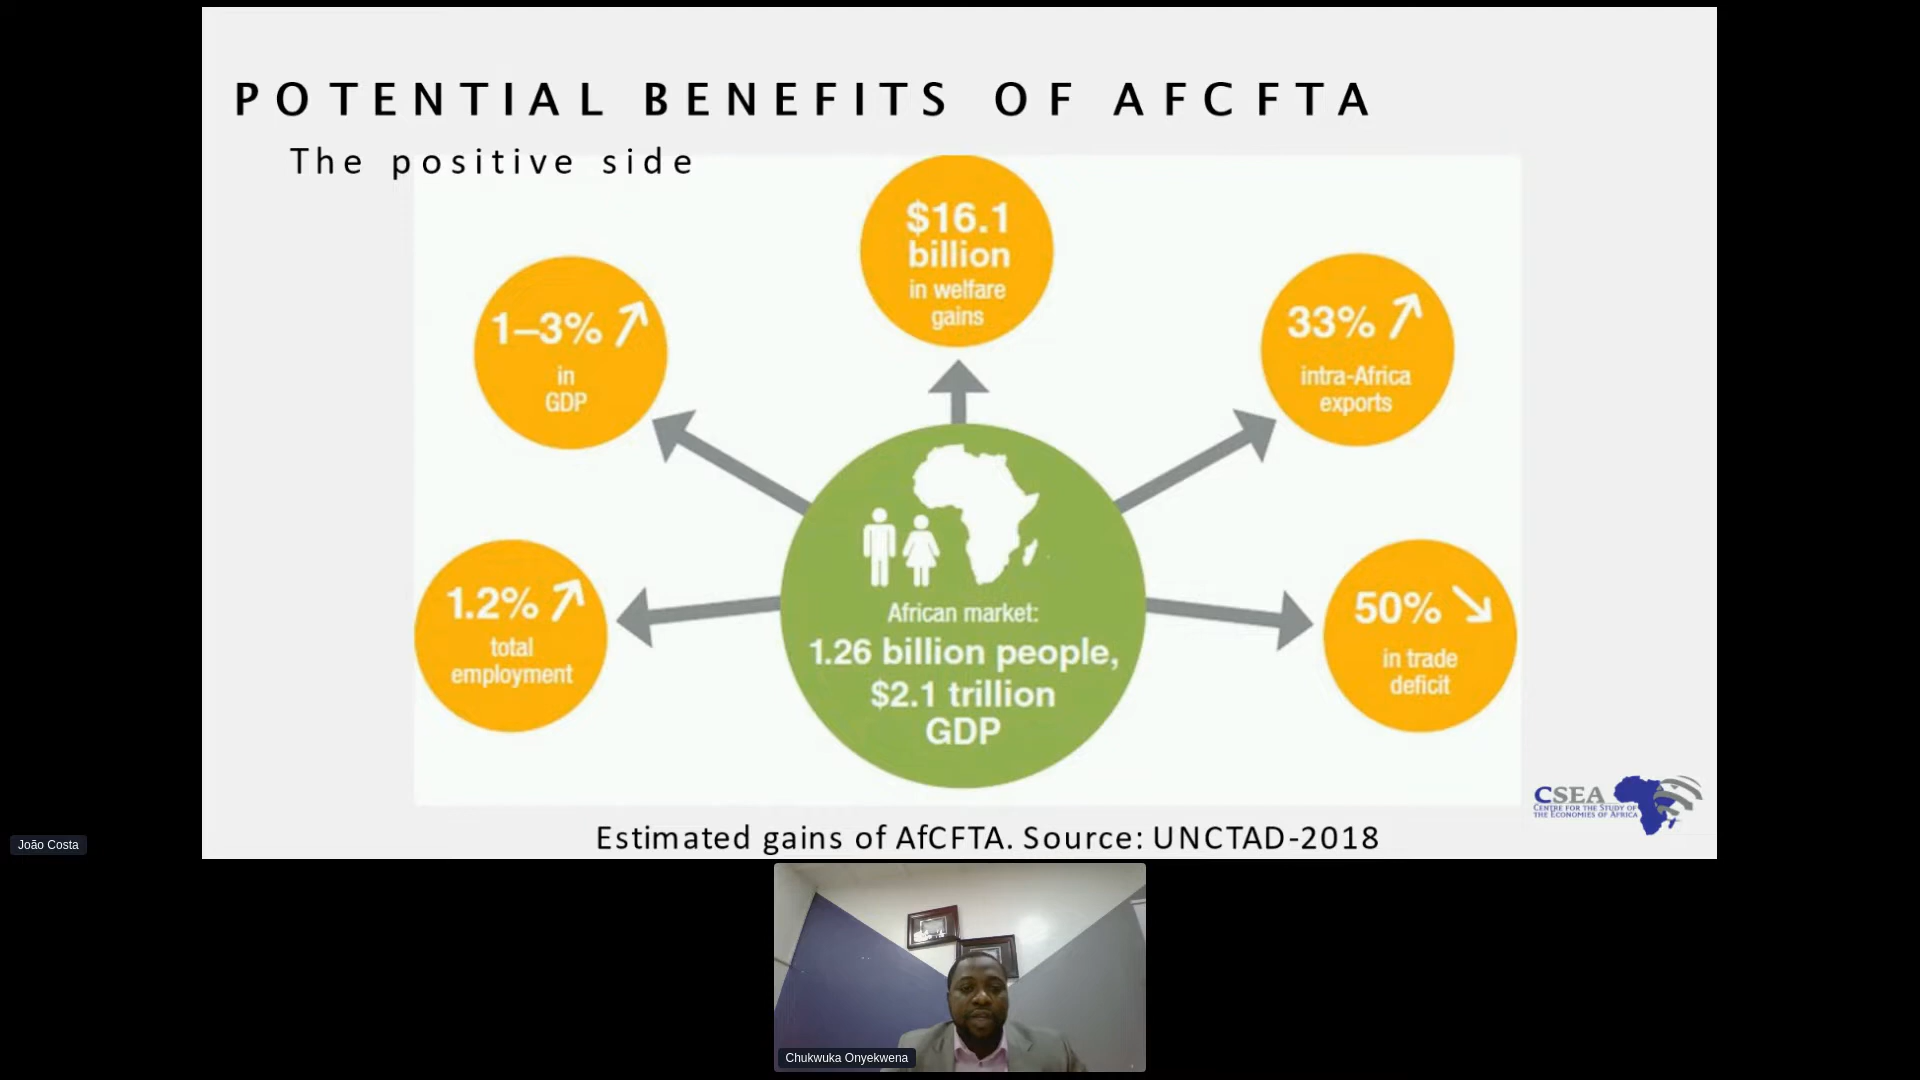 POTENTIAL BENEFITS OF AFCFTA
The positive side
$16.1
billion
in welfare
gains
1–3%
in
GDP
33%
intra-Africa
exports
1.2%
total
employment
50%
in trade
deficit
African market:
1.26 billion people,
$2.1 trillion
GDP
CSEA
CENTRE FOR THE STUDY OF
THE ECONOMIES OF AFRICA
Estimated gains of AfCFTA. Source: UNCTAD-2018
João Costa
Chukwuka Onyekwena